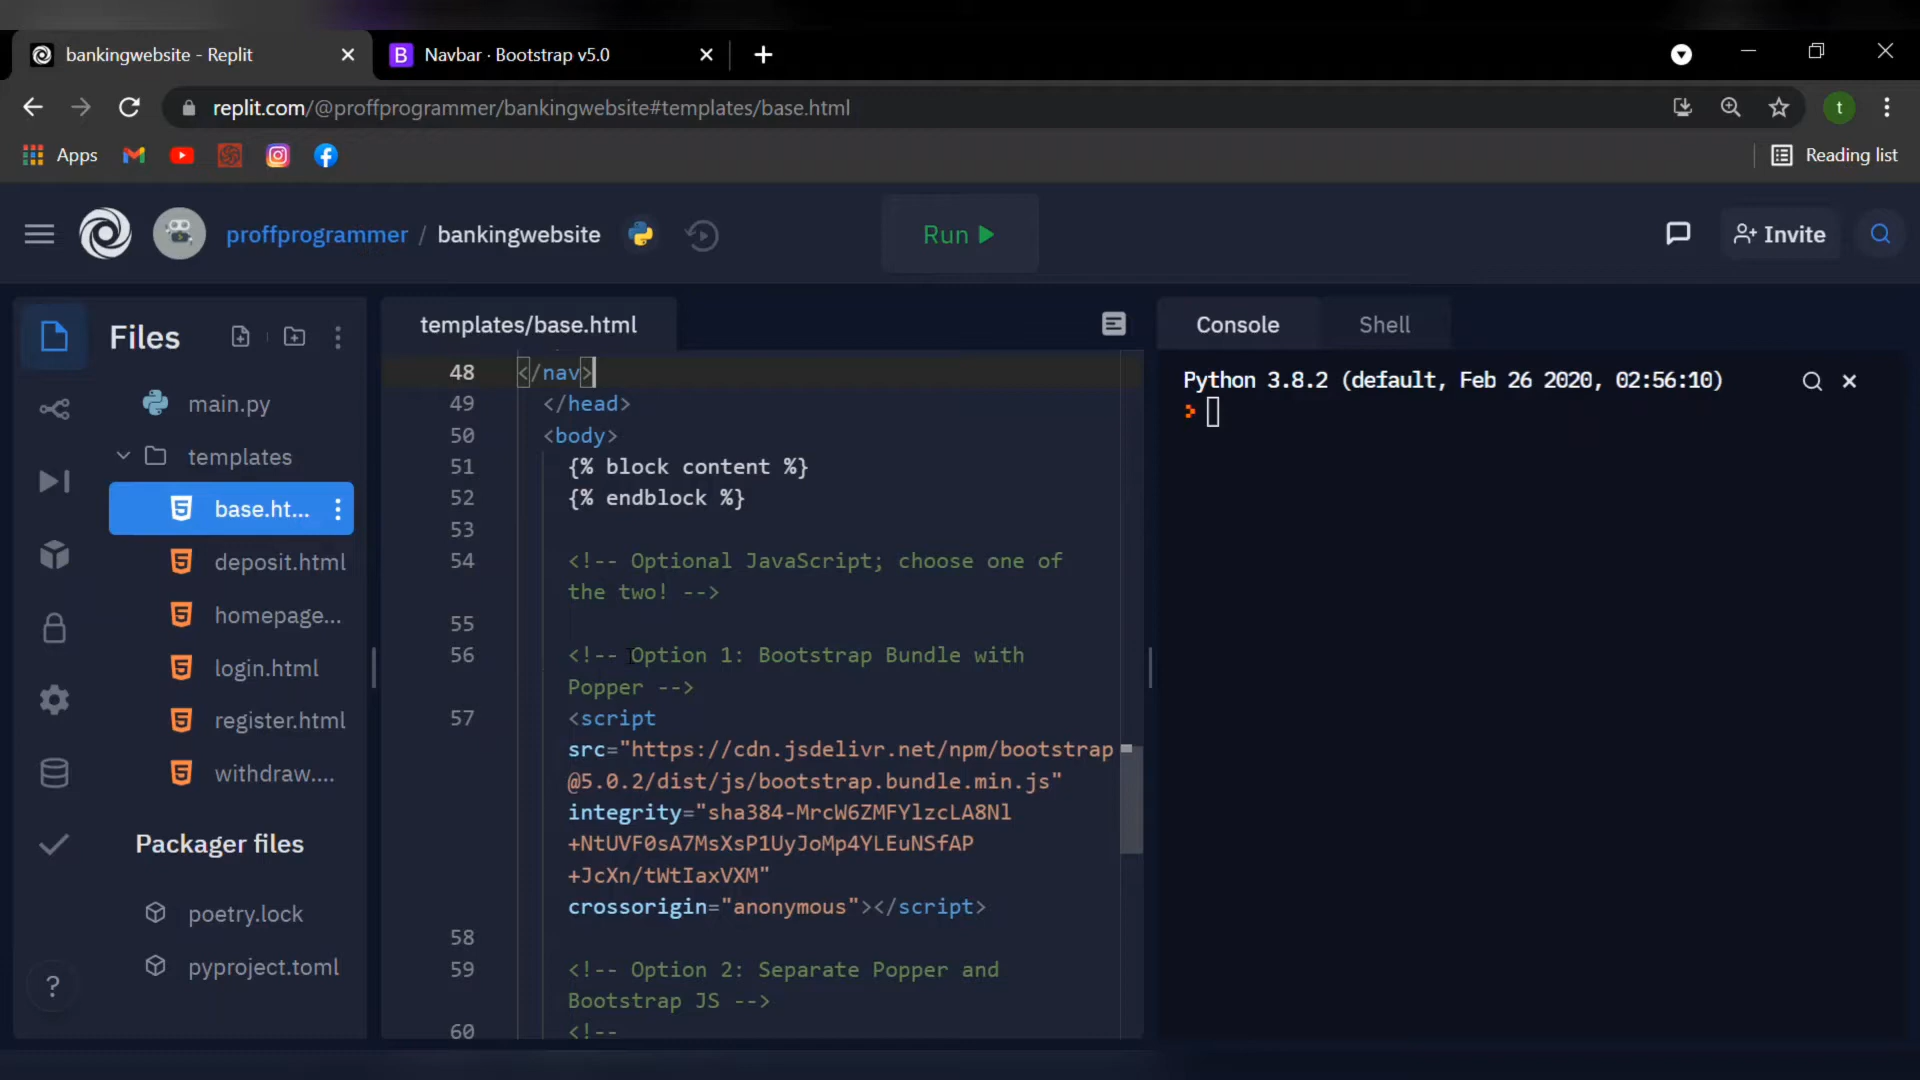 bankingwebsite - Replit
Navbar · Bootstrap v5.0
replit.com/@proffprogrammer/bankingwebsite#templates/base.html
t
Apps
Reading list
proffprogrammer / bankingwebsite
Run
Invite
Files
main.py
templates
base.ht...
deposit.html
homepage...
login.html
register.html
withdraw....
Packager files
poetry.lock
pyproject.toml
?
templates/base.html
48 </nav>
49 </head>
50 <body>
51 {% block content %}
52 {% endblock %}
53
54 <!-- Optional JavaScript; choose one of
the two! -->
55
56 <!-- Option 1: Bootstrap Bundle with
Popper -->
57 <script
src="https://cdn.jsdelivr.net/npm/bootstrap
@5.0.2/dist/js/bootstrap.bundle.min.js"
integrity="sha384-MrcW6ZMFYlzcLA8Nl
+NtUVF0sA7MsXsP1UyJoMp4YLEuNSfAP
+JcXn/tWtIaxVXM"
crossorigin="anonymous"></script>
58
59 <!-- Option 2: Separate Popper and
Bootstrap JS -->
60 <!--
Console
Shell
Python 3.8.2 (default, Feb 26 2020, 02:56:10)